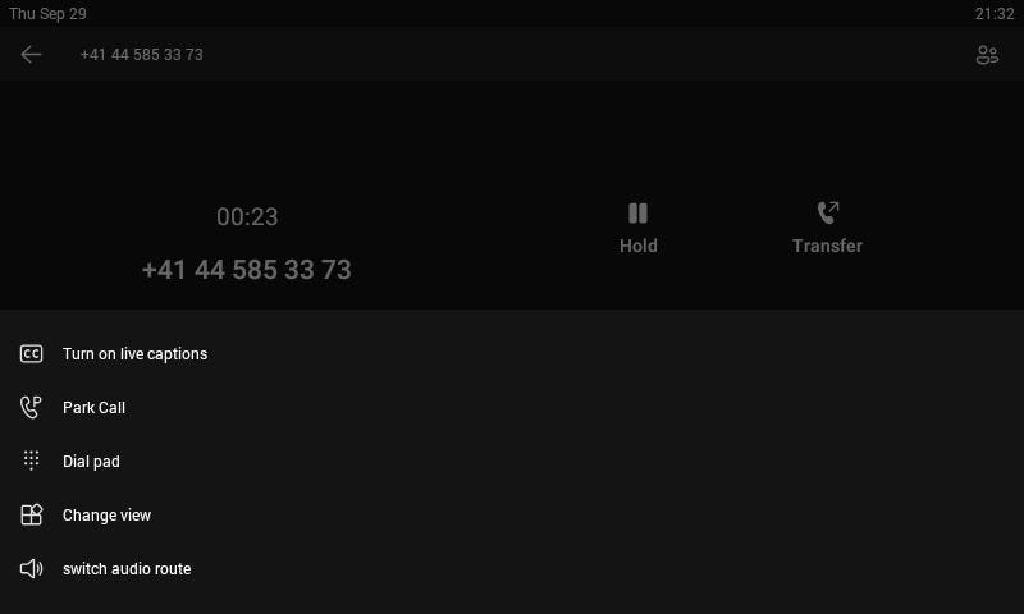 Thu Sep 29 21:32
+41 44 585 33 73
00:23
+41 44 585 33 73
Hold
Transfer
CC Turn on live captions
P Park Call
Dial pad
Change view
switch audio route